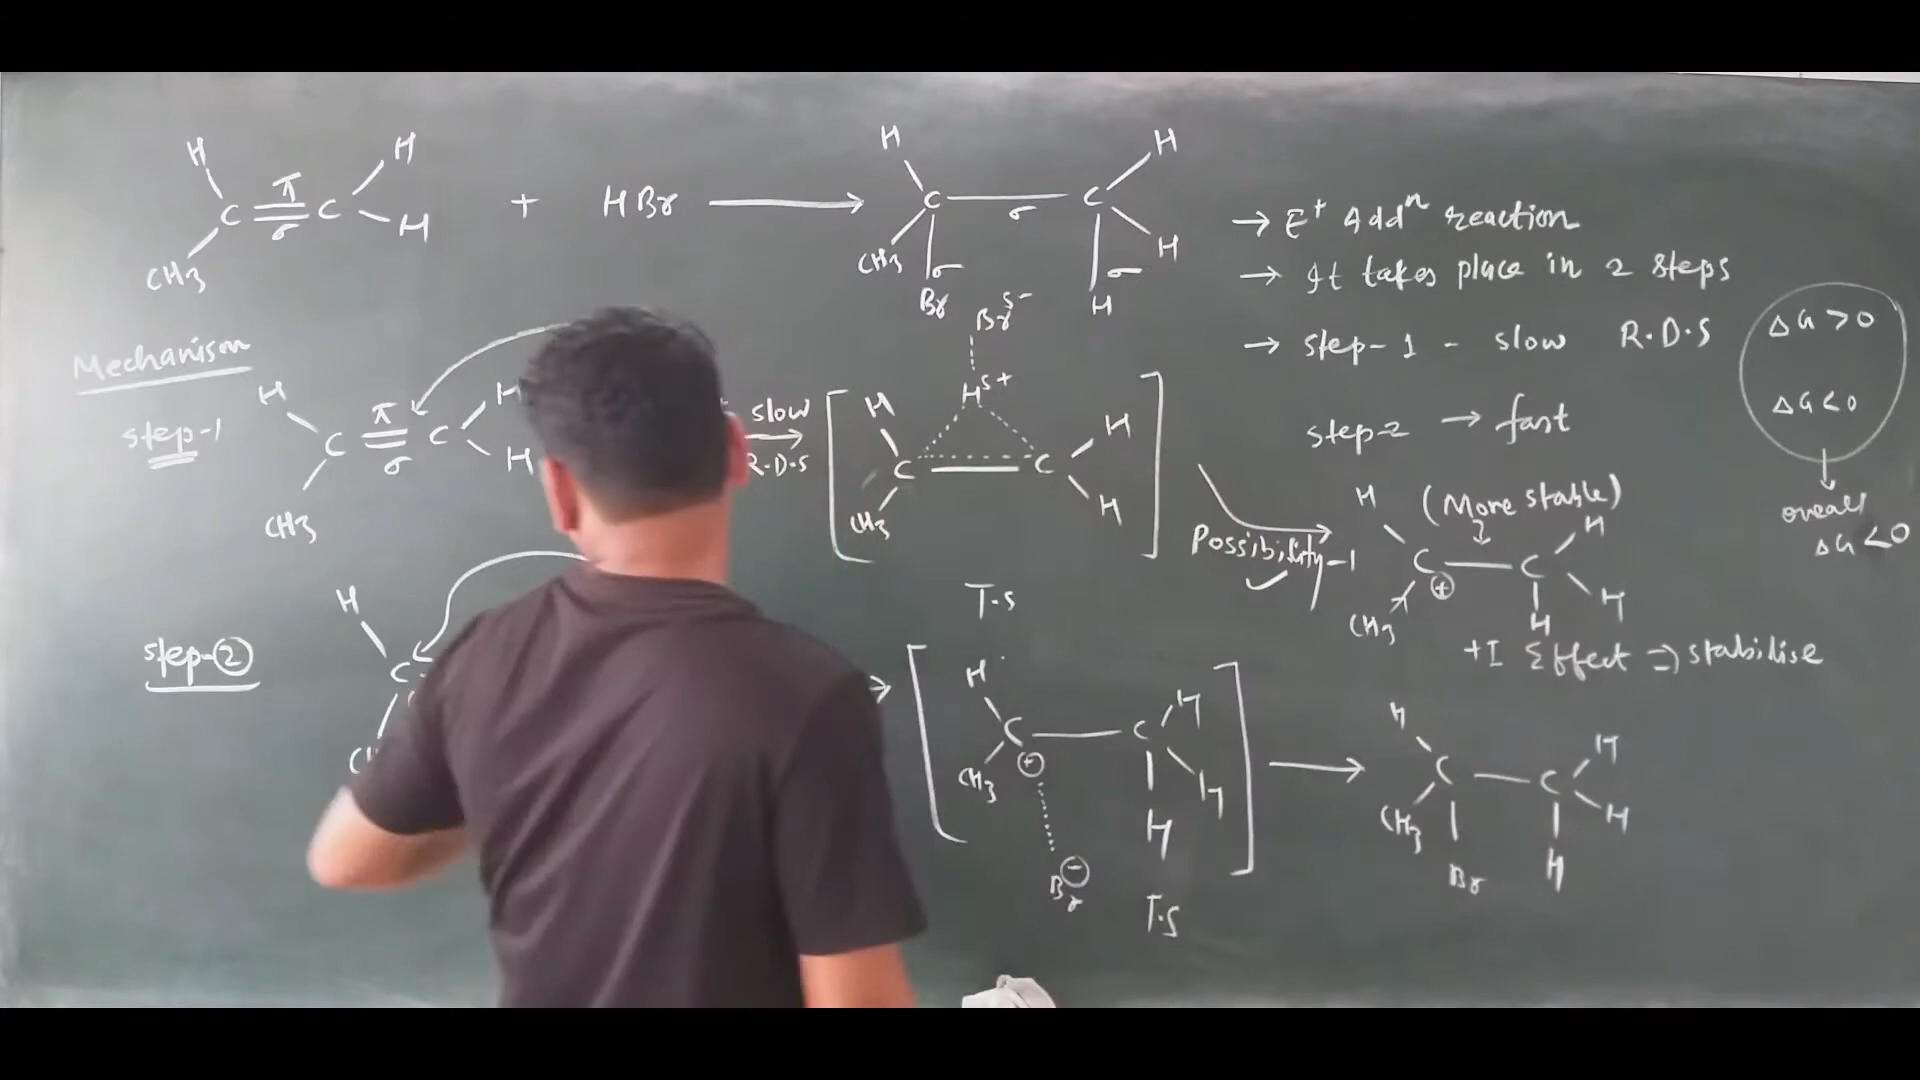 H H H H
π
C C + HBr → C C
σ σ
H H
CH3 CH3 σ σ
Br H
→ E+ Addn reaction
→ It takes place in 2 steps
→ step-1 - slow R.D.S
step-2 → fast
ΔG > 0
ΔG < 0
↓
overall
ΔG < 0
Mechanism
step-1
H H
π
C C
σ
H
CH3
slow
R.D.S
Brδ-
Hδ+
H H
C C
CH3 H
T.S
Possibility-1 ✓
(More stable)
H H
C C
⊕
CH3 H H
+I Effect ⇒ stabilise
step-②
H
C
H H
C C
⊕
CH3 H H
Br⊖
T.S
→
H H
C C
CH3 H
Br H